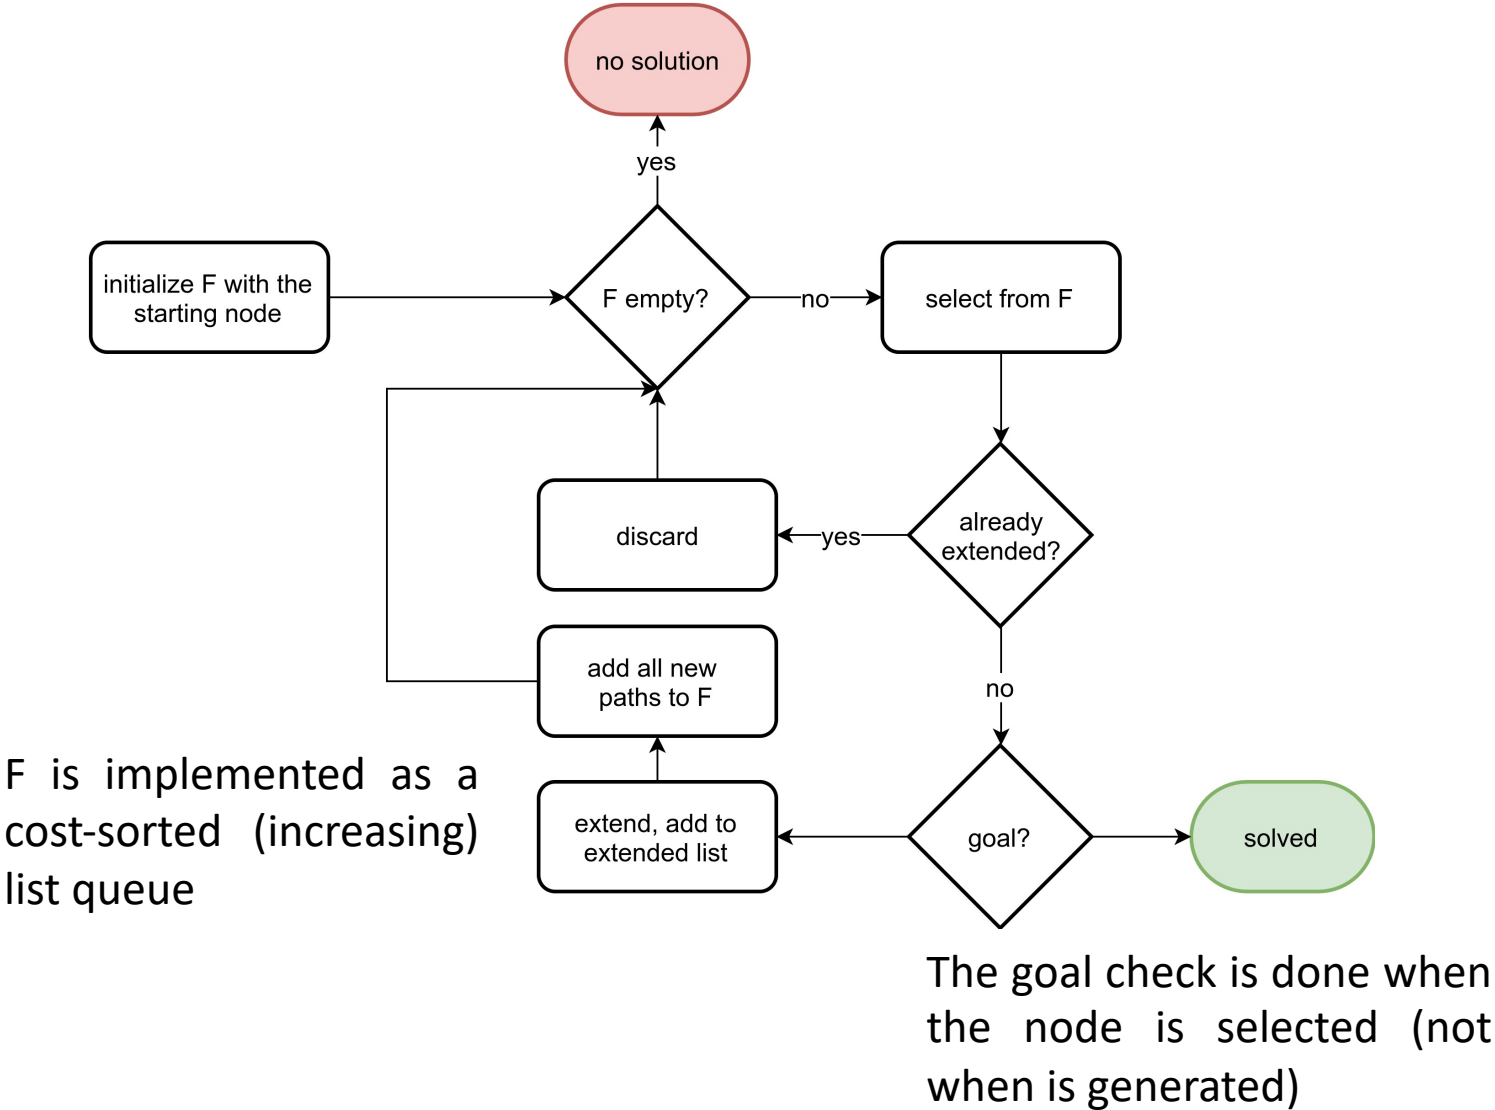 no solution
yes
initialize F with the
starting node
F empty?
no
select from F
already
extended?
yes
discard
no
add all new
paths to F
goal?
extend, add to
extended list
solved
F is implemented as a
cost-sorted (increasing)
list queue
The goal check is done when
the node is selected (not
when is generated)